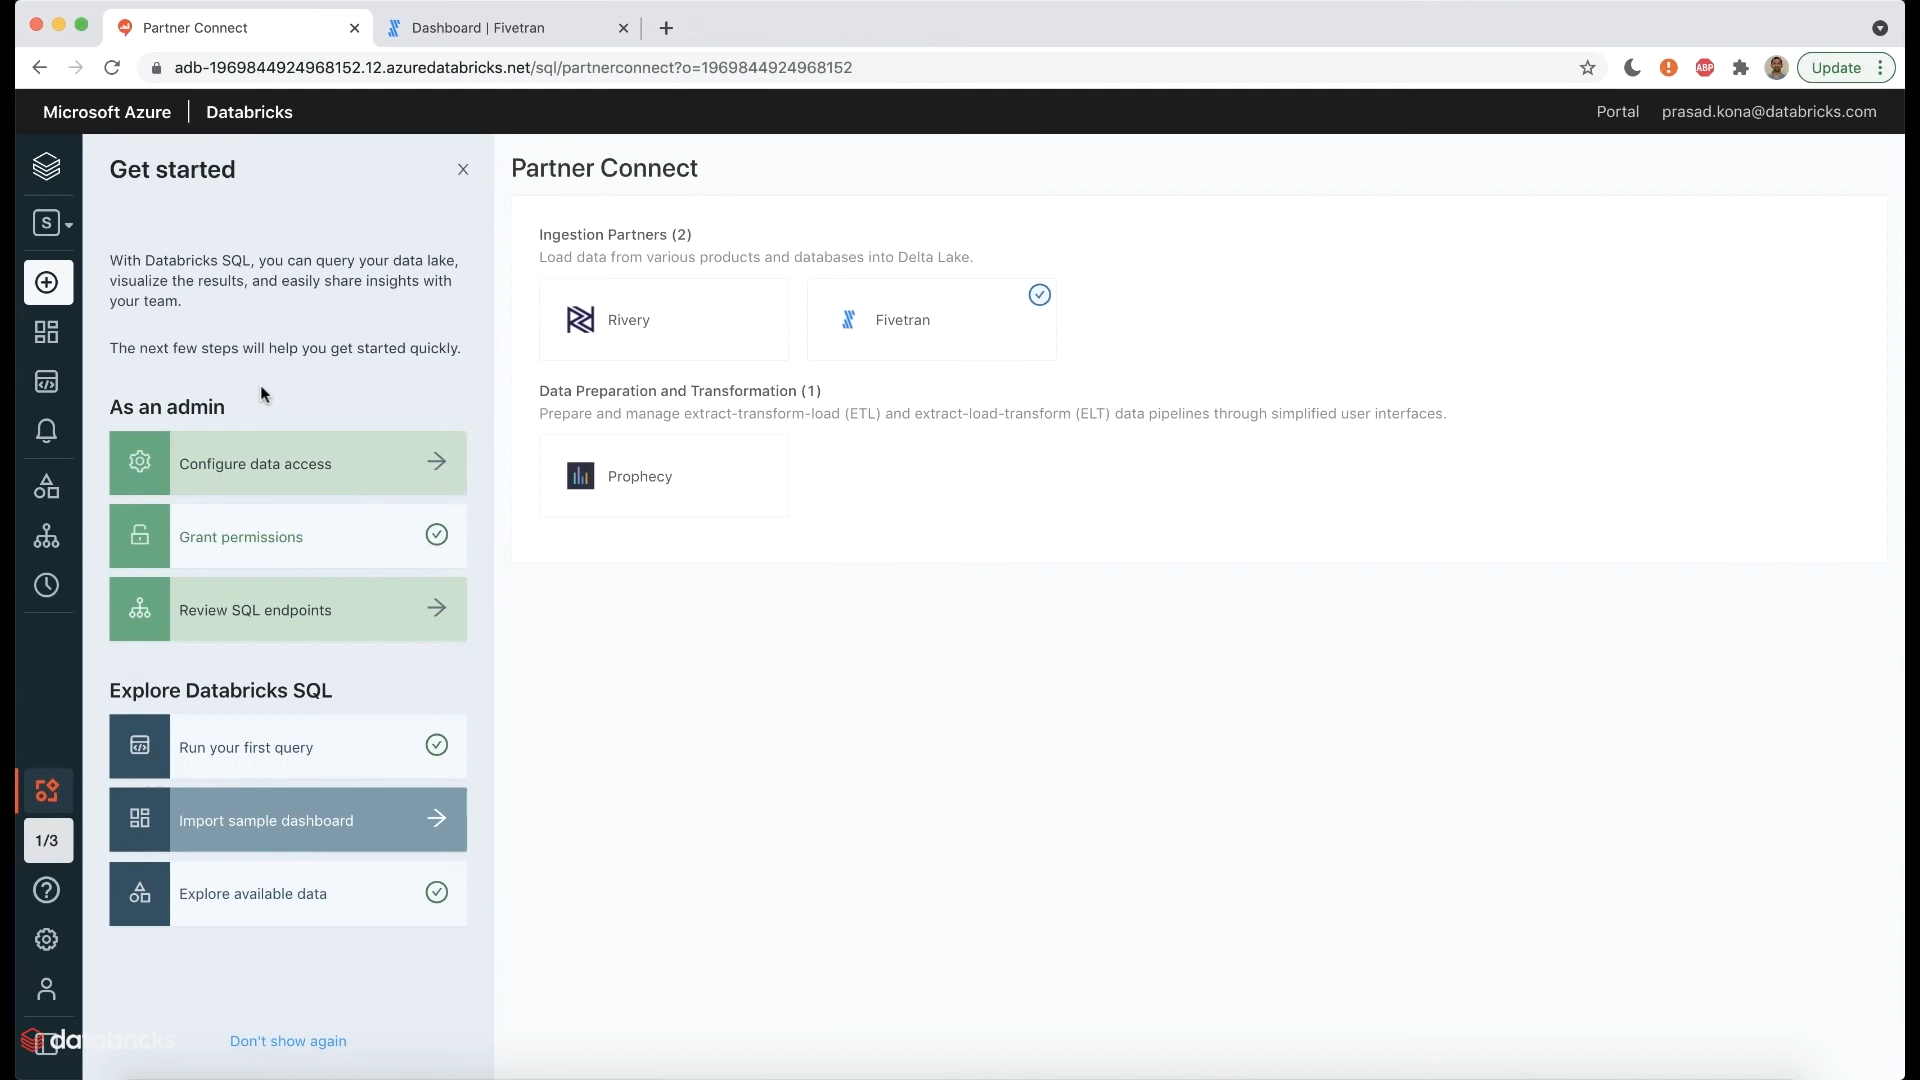 Partner Connect
Dashboard | Fivetran
adb-1969844924968152.12.azuredatabricks.net/sql/partnerconnect?o=1969844924968152
ABP
Update
Microsoft Azure
Databricks
Portal
prasad.kona@databricks.com
S
Get started
With Databricks SQL, you can query your data lake,
visualize the results, and easily share insights with
your team.
The next few steps will help you get started quickly.
As an admin
Configure data access
Grant permissions
Review SQL endpoints
Explore Databricks SQL
Run your first query
Import sample dashboard
Explore available data
Don't show again
1/3
databricks
Partner Connect
Ingestion Partners (2)
Load data from various products and databases into Delta Lake.
Rivery
Fivetran
Data Preparation and Transformation (1)
Prepare and manage extract-transform-load (ETL) and extract-load-transform (ELT) data pipelines through simplified user interfaces.
Prophecy